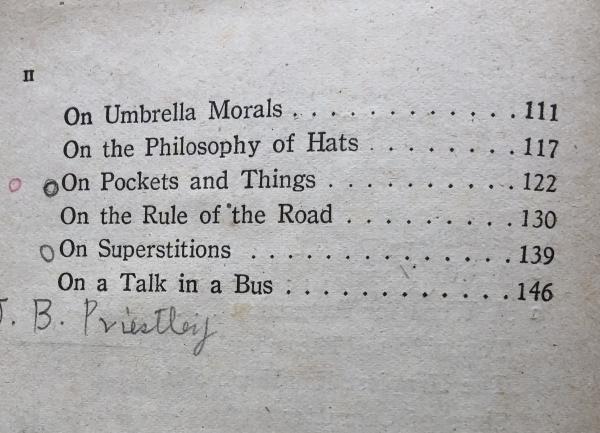 II
On Umbrella Morals . . . . . . . . . . . . 111
On the Philosophy of Hats . . . . . . . . 117
On Pockets and Things . . . . . . . . . . 122
On the Rule of the Road . . . . . . . . . 130
On Superstitions . . . . . . . . . . . . . . 139
On a Talk in a Bus . . . . . . . . . . . . 146
J. B. Priestley